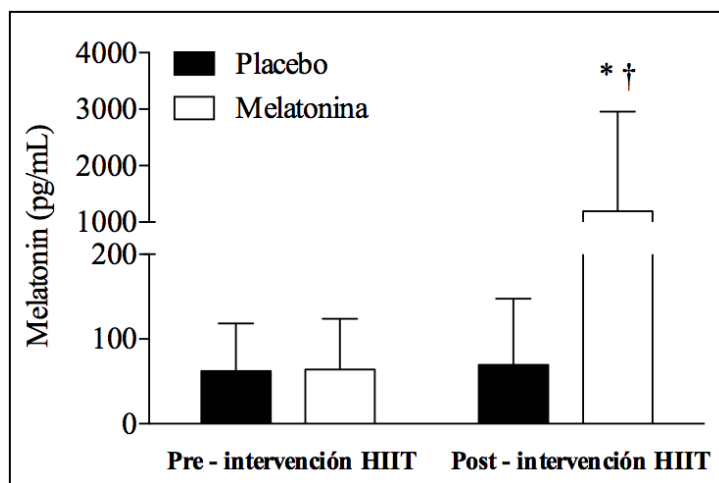 Melatonin (pg/mL)
4000
3000
2000
1000
200
100
0
Placebo
Melatonina
* †
Pre - intervención HIIT
Post - intervención HIIT